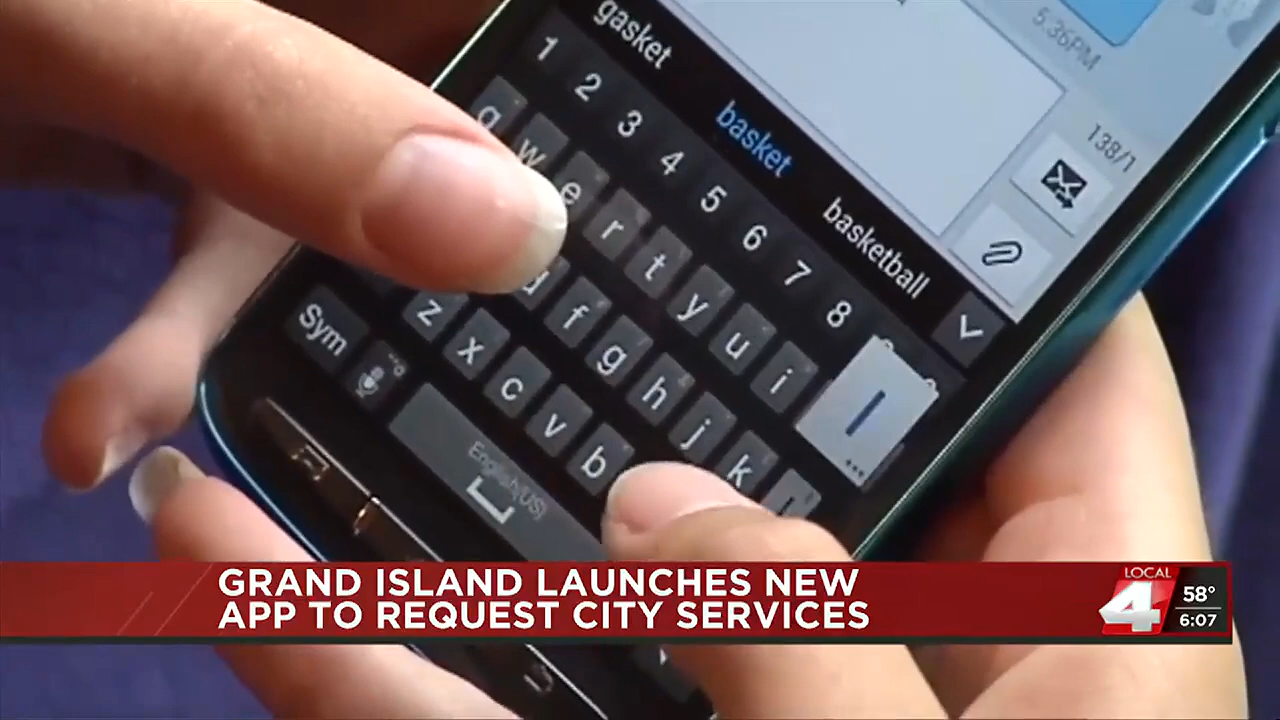 5:36PM
138/1
gasket
basket
basketball
1 2 3 4 5 6 7 8
q w e r t y u i
d f g h j k l
l
z x c v b
Sym
English(US)
GRAND ISLAND LAUNCHES NEW
APP TO REQUEST CITY SERVICES
LOCAL
4
58°
6:07